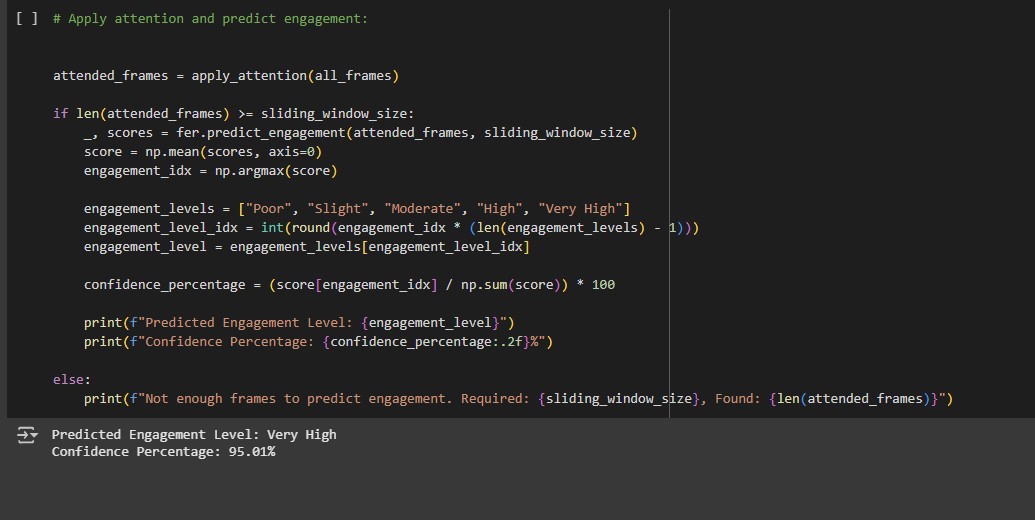 [ ] # Apply attention and predict engagement:
attended_frames = apply_attention(all_frames)
if len(attended_frames) >= sliding_window_size:
_, scores = fer.predict_engagement(attended_frames, sliding_window_size)
score = np.mean(scores, axis=0)
engagement_idx = np.argmax(score)
engagement_levels = ["Poor", "Slight", "Moderate", "High", "Very High"]
engagement_level_idx = int(round(engagement_idx * (len(engagement_levels) - 1)))
engagement_level = engagement_levels[engagement_level_idx]
confidence_percentage = (score[engagement_idx] / np.sum(score)) * 100
print(f"Predicted Engagement Level: {engagement_level}")
print(f"Confidence Percentage: {confidence_percentage:.2f}%")
else:
print(f"Not enough frames to predict engagement. Required: {sliding_window_size}, Found: {len(attended_frames)}")
Predicted Engagement Level: Very High
Confidence Percentage: 95.01%